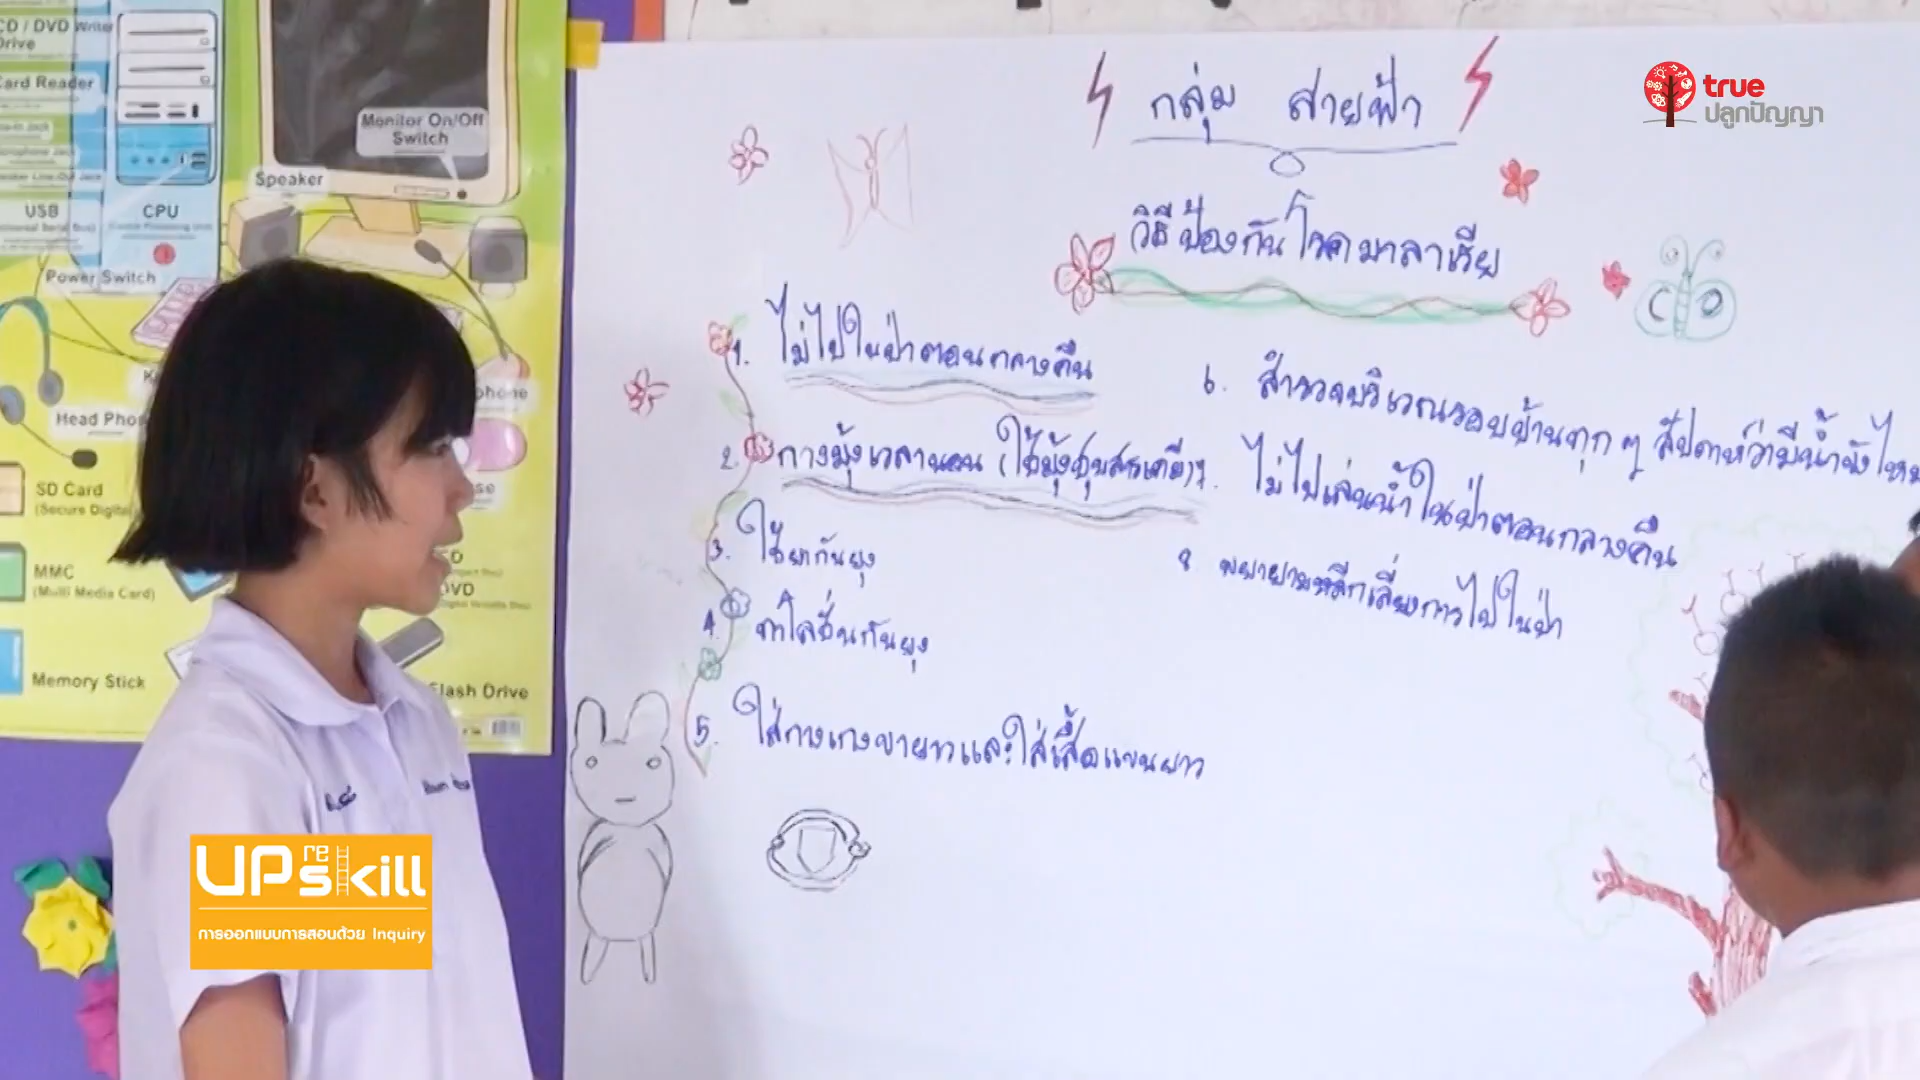 CD / DVD Writer
Drive
Card Reader
Monitor On/Off
Switch
Speaker
USB
CPU
Power Switch
Head Phone
SD Card
(Secure Digital
MMC
(Multi Media Card)
DVD
Memory Stick
Flash Drive
true
ปลูกปัญญา
กลุ่ม สายฟ้า
วิธีป้องกันโรคมาลาเรีย
1. ไม่ไปในป่าตอนกลางคืน
2. กางมุ้งเวลานอน (ใช้มุ้งชุบสารเคมี)
3. ใช้ยากันยุง
4. ทาโลชั่นกันยุง
5. ใส่กางเกงขายาวและใส่เสื้อแขนยาว
6. สำรวจบริเวณรอบบ้านทุกๆ สัปดาห์ว่ามีน้ำขังไหม
7. ไม่ไปเล่นน้ำในป่าตอนกลางคืน
8 พยายามหลีกเลี่ยงการไปในป่า
UP re skill
การออกแบบการสอนด้วย Inquiry